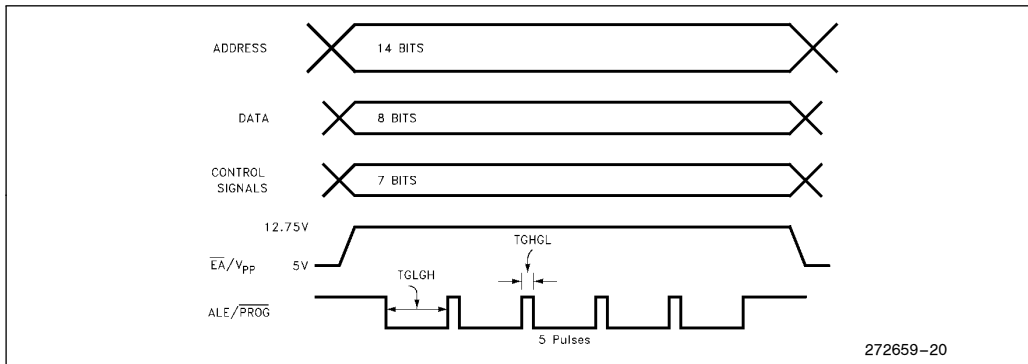 ADDRESS
14 BITS
DATA
8 BITS
CONTROL
SIGNALS
7 BITS
12.75V
TGHGL
EA/VPP
5V
TGLGH
ALE/PROG
5 Pulses
272659–20